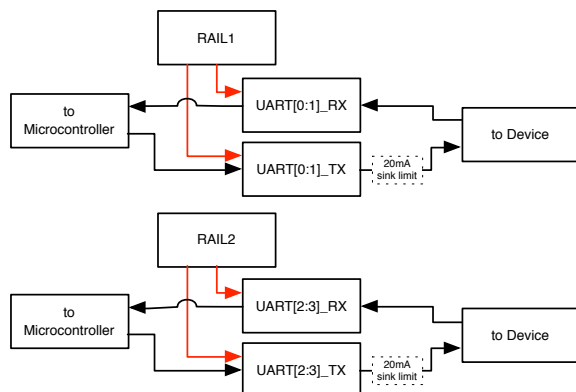 RAIL1
to
Microcontroller
UART[0:1]_RX
to Device
UART[0:1]_TX
20mA
sink limit
RAIL2
to
Microcontroller
UART[2:3]_RX
to Device
UART[2:3]_TX
20mA
sink limit